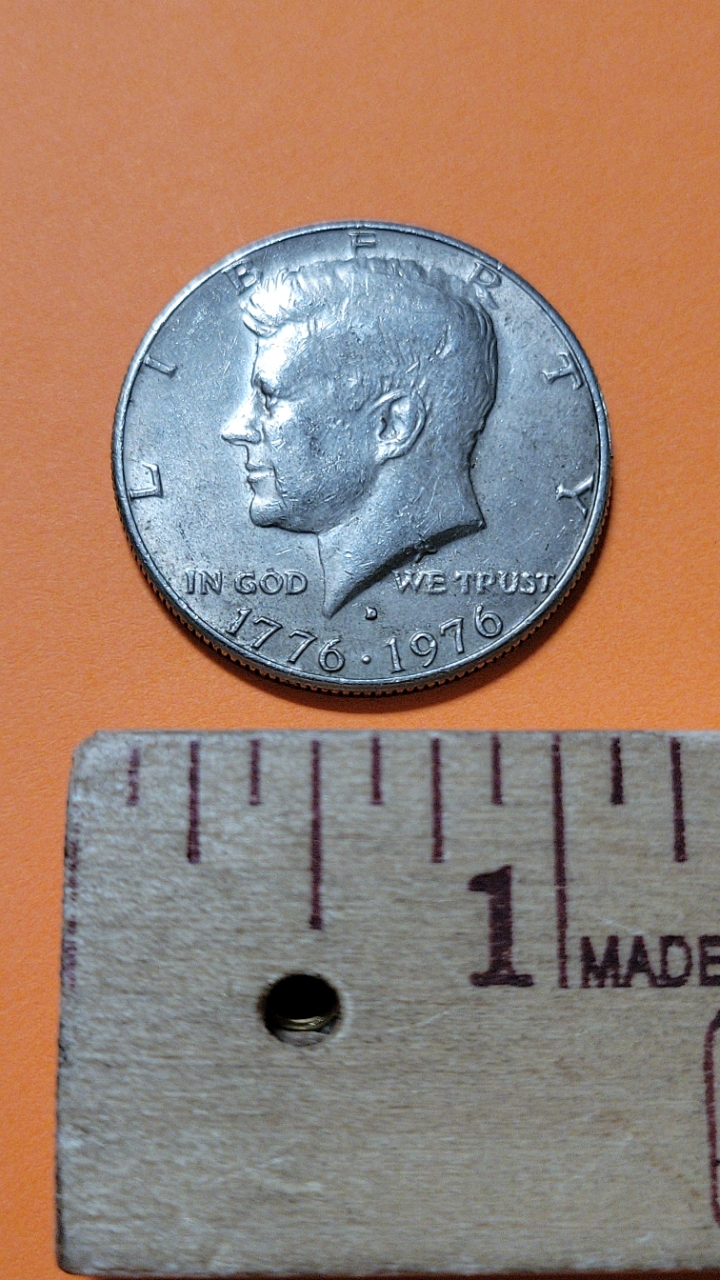 LIBERTY
IN GOD WE TRUST
D
1776·1976
1
MADE